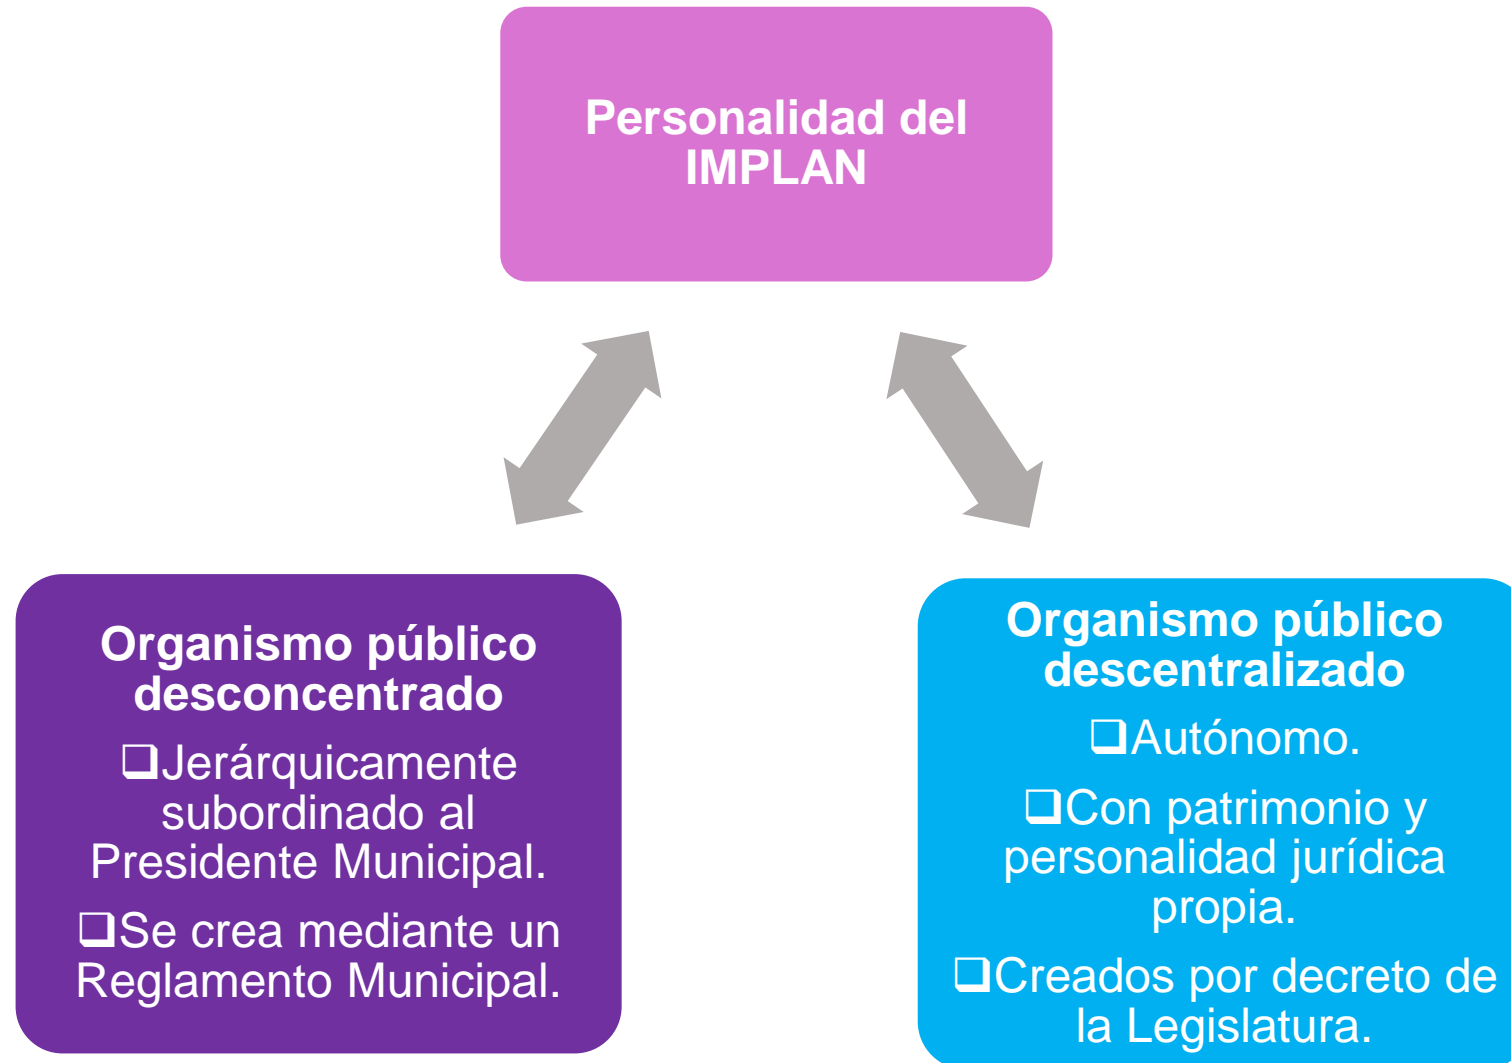 Personalidad del
IMPLAN
Organismo público
desconcentrado
❑Jerárquicamente
subordinado al
Presidente Municipal.
❑Se crea mediante un
Reglamento Municipal.
Organismo público
descentralizado
❑Autónomo.
❑Con patrimonio y
personalidad jurídica
propia.
❑Creados por decreto de
la Legislatura.